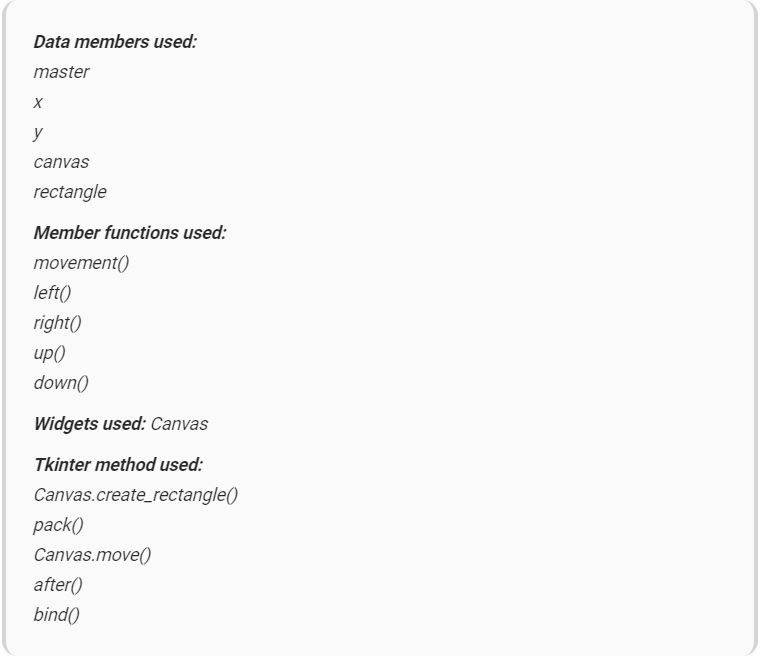 Data members used:
master
x
y
canvas
rectangle
Member functions used:
movement()
left()
right()
up()
down()
Widgets used: Canvas
Tkinter method used:
Canvas.create_rectangle()
pack()
Canvas.move()
after()
bind()